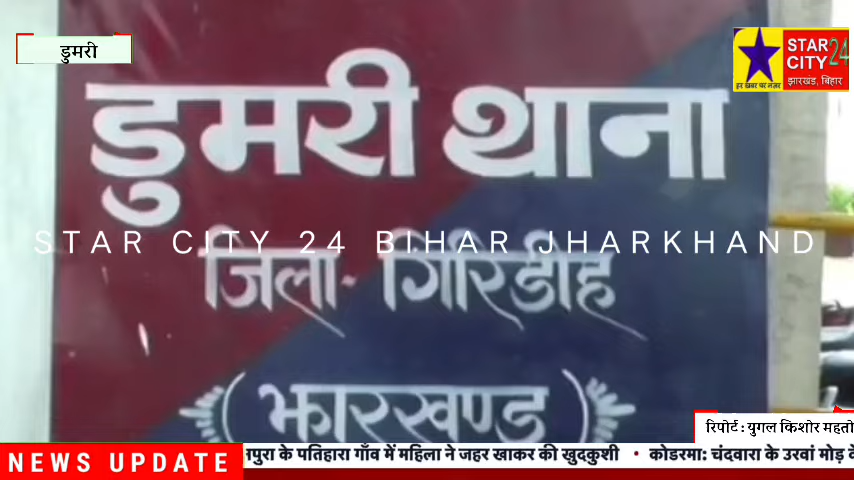 डुमरी
STAR
CITY 24
हर खबर पर नज़र
झारखंड, बिहार
डुमरी थाना
STAR CITY 24 BIHAR JHARKHAND
जिला- गिरिडीह
(झारखण्ड)
रिपोर्ट : युगल किशोर महतो
NEWS UPDATE
के पतिहारा गाँव में महिला ने जहर खाकर की खुदकुशी • कोडरमा: चंदवारा के उरवां मोड़